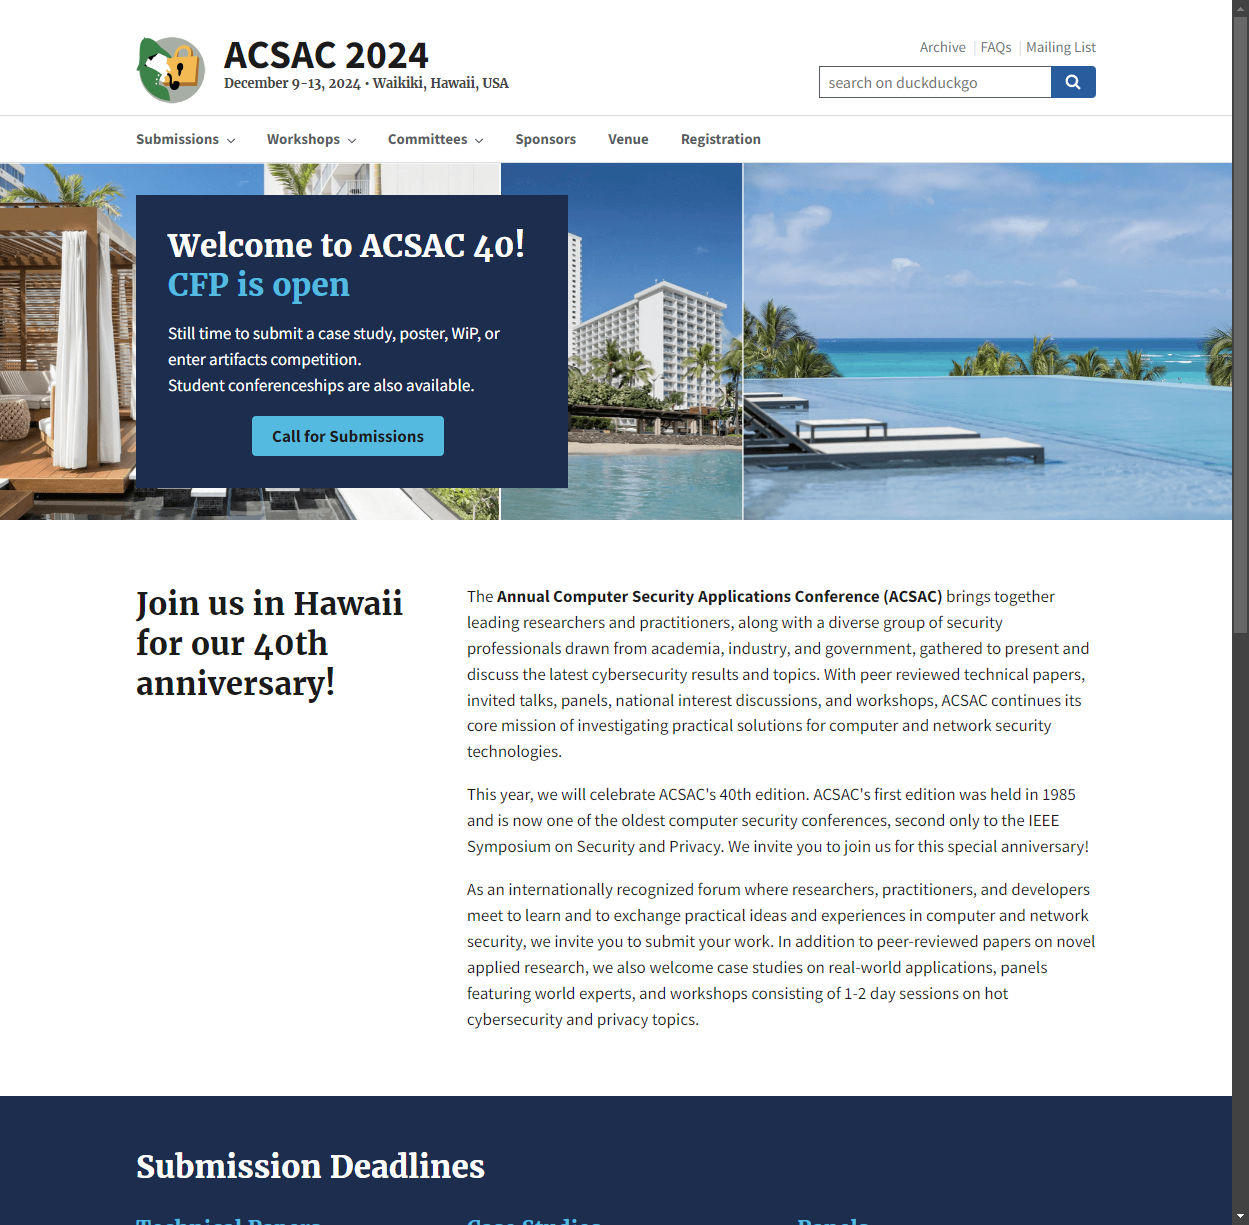 ACSAC 2024
December 9-13, 2024 • Waikiki, Hawaii, USA
Archive | FAQs | Mailing List
search on duckduckgo
Submissions Workshops Committees Sponsors Venue Registration
Welcome to ACSAC 40!
CFP is open
Still time to submit a case study, poster, WiP, or
enter artifacts competition.
Student conferenceships are also available.
Call for Submissions
Join us in Hawaii
for our 40th
anniversary!
The Annual Computer Security Applications Conference (ACSAC) brings together
leading researchers and practitioners, along with a diverse group of security
professionals drawn from academia, industry, and government, gathered to present and
discuss the latest cybersecurity results and topics. With peer reviewed technical papers,
invited talks, panels, national interest discussions, and workshops, ACSAC continues its
core mission of investigating practical solutions for computer and network security
technologies.
This year, we will celebrate ACSAC's 40th edition. ACSAC's first edition was held in 1985
and is now one of the oldest computer security conferences, second only to the IEEE
Symposium on Security and Privacy. We invite you to join us for this special anniversary!
As an internationally recognized forum where researchers, practitioners, and developers
meet to learn and to exchange practical ideas and experiences in computer and network
security, we invite you to submit your work. In addition to peer-reviewed papers on novel
applied research, we also welcome case studies on real-world applications, panels
featuring world experts, and workshops consisting of 1-2 day sessions on hot
cybersecurity and privacy topics.
Submission Deadlines
Technical Papers Case Studies Panels